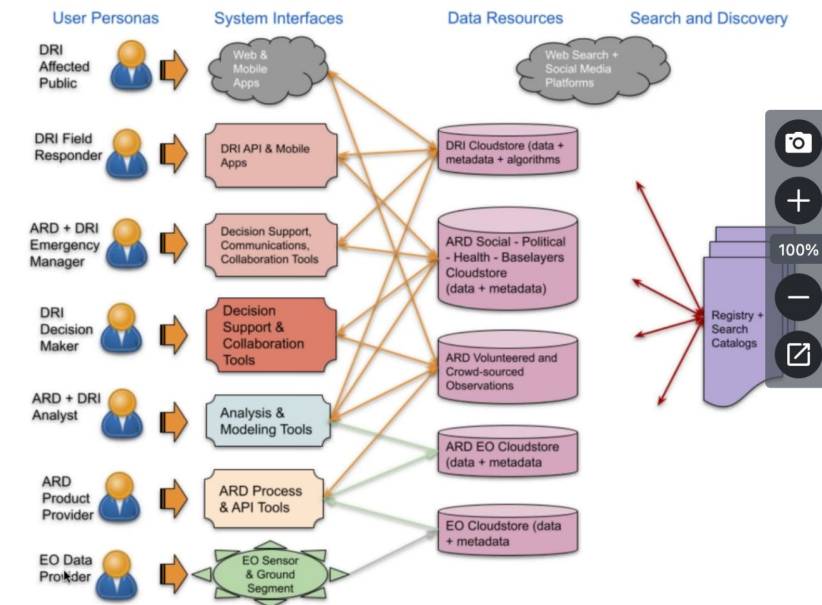 User Personas
System Interfaces
Data Resources
Search and Discovery
DRI
Affected
Public
Web &
Mobile
Apps
Web Search +
Social Media
Platforms
DRI Field
Responder
DRI API & Mobile
Apps
DRI Cloudstore (data +
metadata + algorithms
ARD + DRI
Emergency
Manager
Decision Support,
Communications,
Collaboration Tools
ARD Social - Political
- Health - Baselayers
Cloudstore
(data + metadata)
100%
DRI
Decision
Maker
Decision
Support &
Collaboration
Tools
Registry +
Search
Catalogs
ARD Volunteered and
Crowd-sourced
Observations
ARD + DRI
Analyst
Analysis &
Modeling Tools
ARD EO Cloudstore
(data + metadata
ARD
Product
Provider
ARD Process
& API Tools
EO Cloudstore (data
+ metadata
EO Data
Provider
EO Sensor
& Ground
Segment